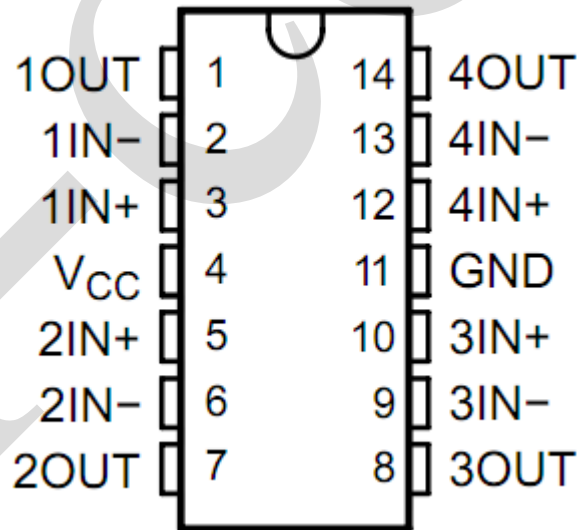 1OUT 1 14 4OUT
1IN− 2 13 4IN−
1IN+ 3 12 4IN+
VCC 4 11 GND
2IN+ 5 10 3IN+
2IN− 6 9 3IN−
2OUT 7 8 3OUT